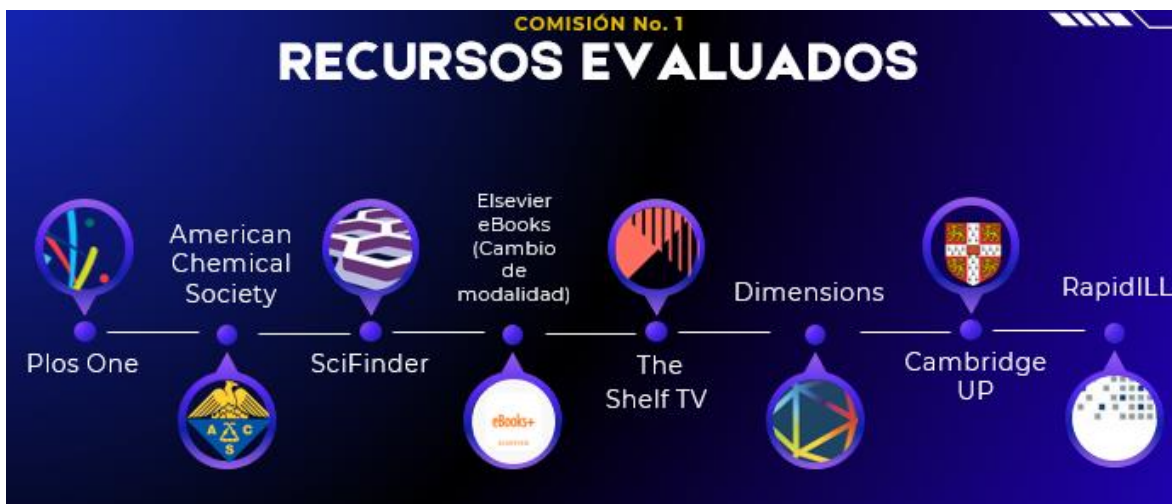 COMISIÓN No. 1
RECURSOS EVALUADOS
Plos One
American
Chemical
Society
A C
S
SciFinder
Elsevier
eBooks
(Cambio
de
modalidad)
eBooks+
ELSEVIER
The
Shelf TV
Dimensions
Cambridge
UP
RapidILL